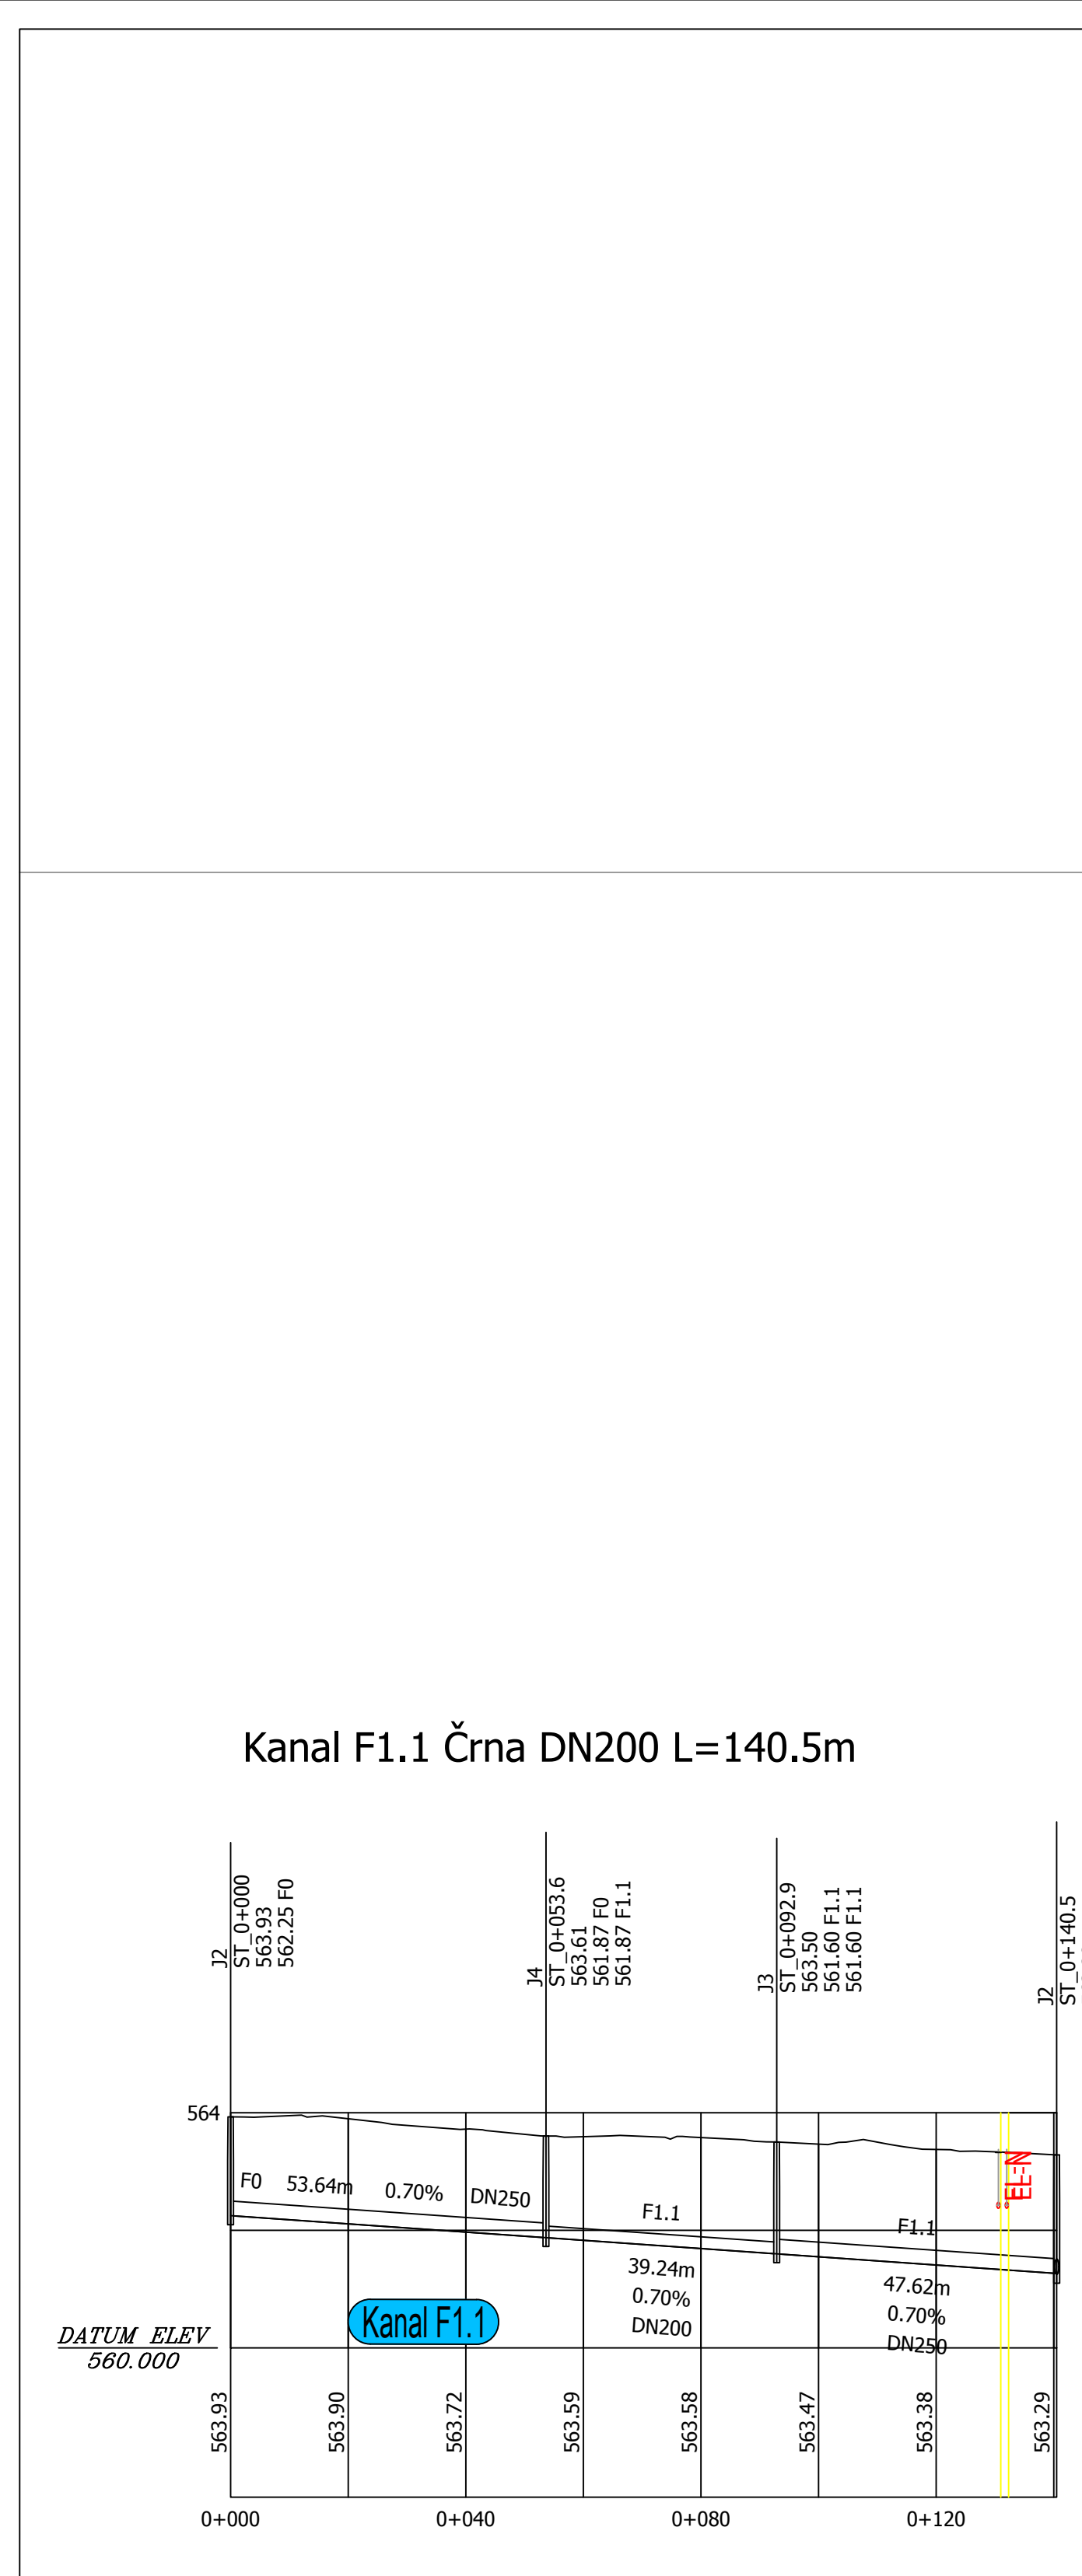 Kanal F1.1 Črna DN200 L=140.5m
J2
ST_0+000
563.93
562.25 F0
J4
ST_0+053.6
563.61
561.87 F0
561.87 F1.1
J3
ST_0+092.9
563.50
561.60 F1.1
561.60 F1.1
J2
ST_0+140.5
564
F0 53.64m 0.70% DN250
F1.1
39.24m
0.70%
DN200
F1.1
47.62m
0.70%
DN250
EL-N
EL-N
Kanal F1.1
DATUM ELEV
560.000
563.93
563.90
563.72
563.59
563.58
563.47
563.38
563.29
0+000
0+040
0+080
0+120